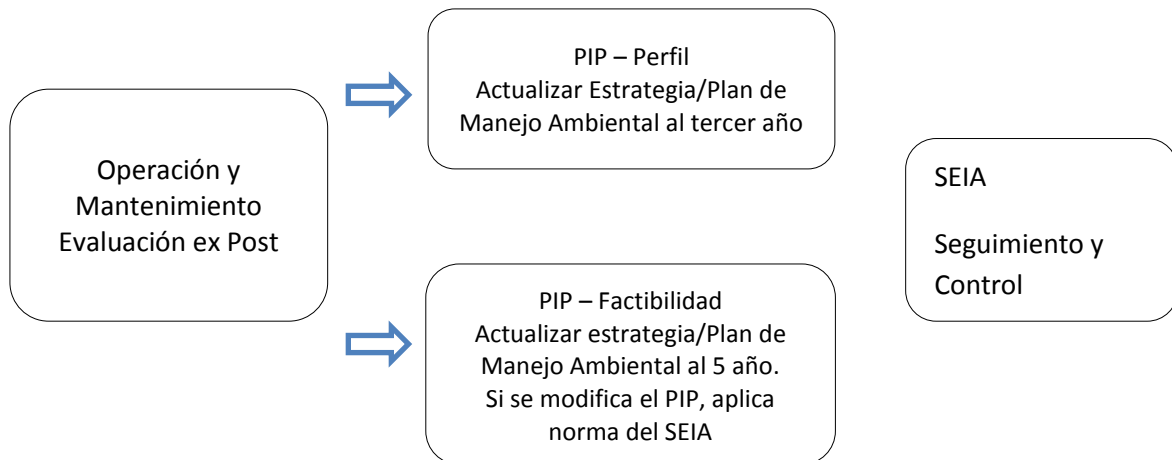 Operación y
Mantenimiento
Evaluación ex Post
PIP – Perfil
Actualizar Estrategia/Plan de
Manejo Ambiental al tercer año
PIP – Factibilidad
Actualizar estrategia/Plan de
Manejo Ambiental al 5 año.
Si se modifica el PIP, aplica
norma del SEIA
SEIA
Seguimiento y
Control